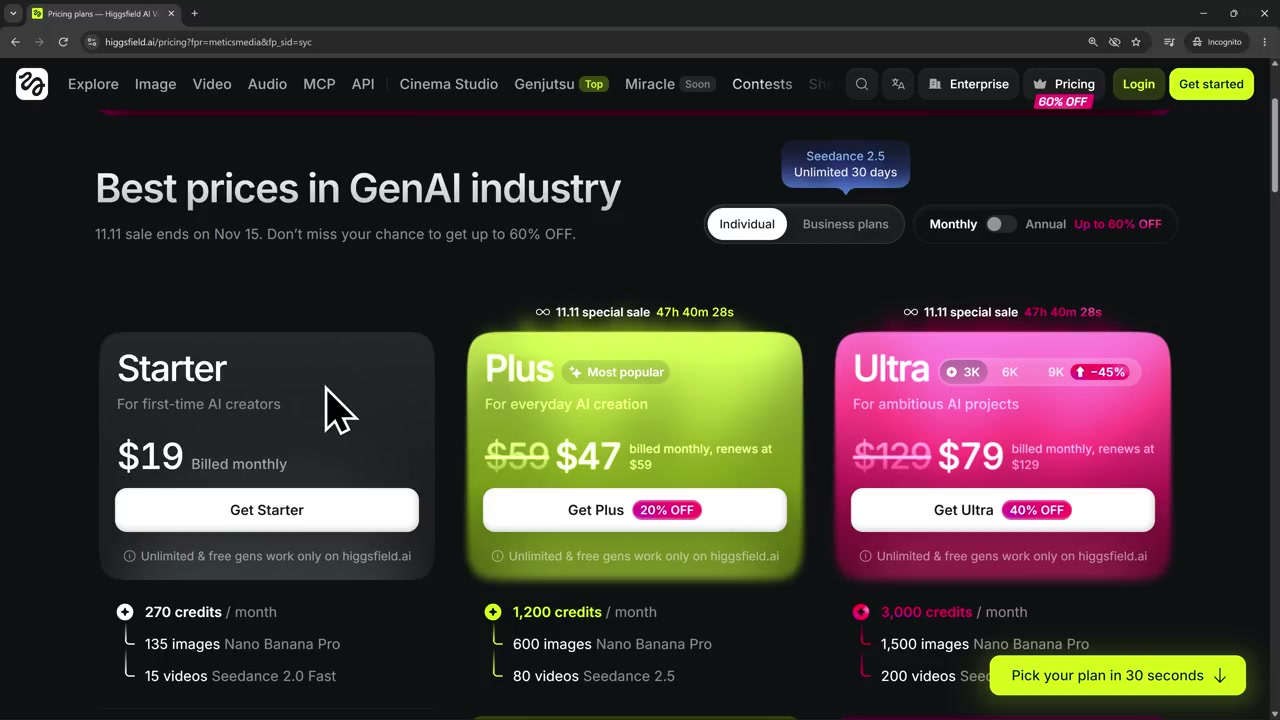 Pricing plans — Higgsfield AI Vi
higgsfield.ai/pricing?fpr=meticsmedia&fp_sid=syc
Incognito
Explore Image Video Audio MCP API Cinema Studio Genjutsu Top Miracle Soon Contests Sh Enterprise Pricing Login Get started
60% OFF
Best prices in GenAI industry
11.11 sale ends on Nov 15. Don't miss your chance to get up to 60% OFF.
Seedance 2.5
Unlimited 30 days
Individual Business plans Monthly Annual Up to 60% OFF
11.11 special sale 47h 40m 28s
11.11 special sale 47h 40m 28s
Starter
For first-time AI creators
$19 Billed monthly
Get Starter
Unlimited & free gens work only on higgsfield.ai
270 credits / month
135 images Nano Banana Pro
15 videos Seedance 2.0 Fast
Plus Most popular
For everyday AI creation
$59 $47 billed monthly, renews at
$59
Get Plus 20% OFF
Unlimited & free gens work only on higgsfield.ai
1,200 credits / month
600 images Nano Banana Pro
80 videos Seedance 2.5
Ultra 3K 6K 9K −45%
For ambitious AI projects
$129 $79 billed monthly, renews at
$129
Get Ultra 40% OFF
Unlimited & free gens work only on higgsfield.ai
3,000 credits / month
1,500 images Nano Banana Pro
200 videos
Pick your plan in 30 seconds